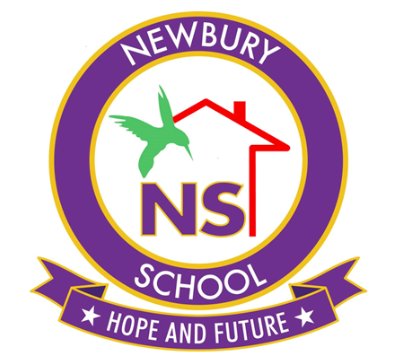 NEWBURY
NS
SCHOOL
HOPE AND FUTURE